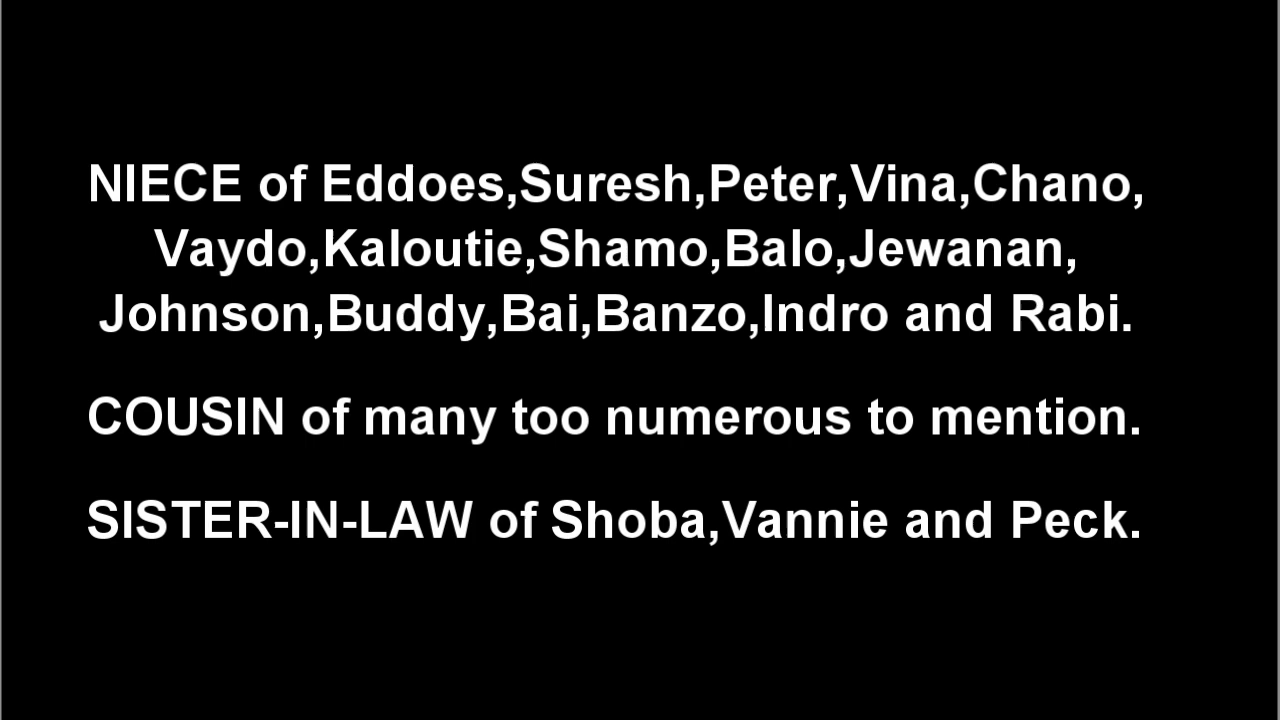 NIECE of Eddoes,Suresh,Peter,Vina,Chano,
Vaydo,Kaloutie,Shamo,Balo,Jewanan,
Johnson,Buddy,Bai,Banzo,Indro and Rabi.
COUSIN of many too numerous to mention.
SISTER-IN-LAW of Shoba,Vannie and Peck.